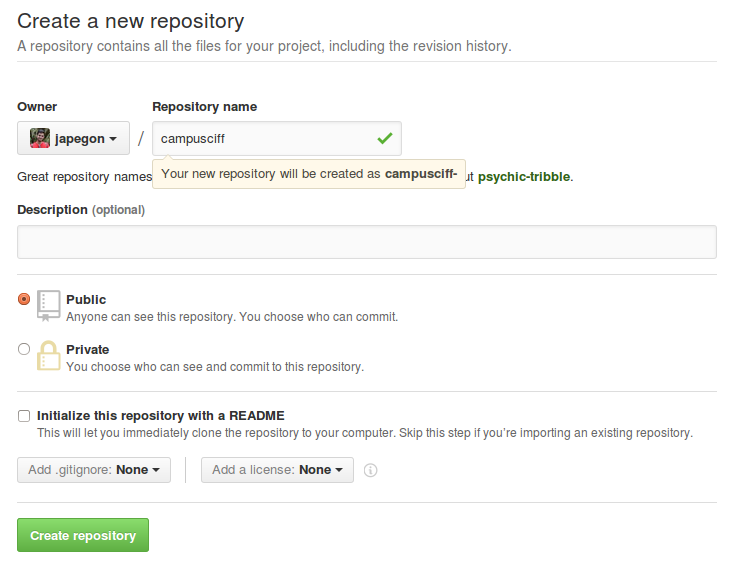 Create a new repository
A repository contains all the files for your project, including the revision history.
Owner
Repository name
japegon / campusciff
Great repository names
Your new repository will be created as campusciff-
ut psychic-tribble.
Description (optional)
Public
Anyone can see this repository. You choose who can commit.
Private
You choose who can see and commit to this repository.
Initialize this repository with a README
This will let you immediately clone the repository to your computer. Skip this step if you’re importing an existing repository.
Add .gitignore: None
Add a license: None
Create repository